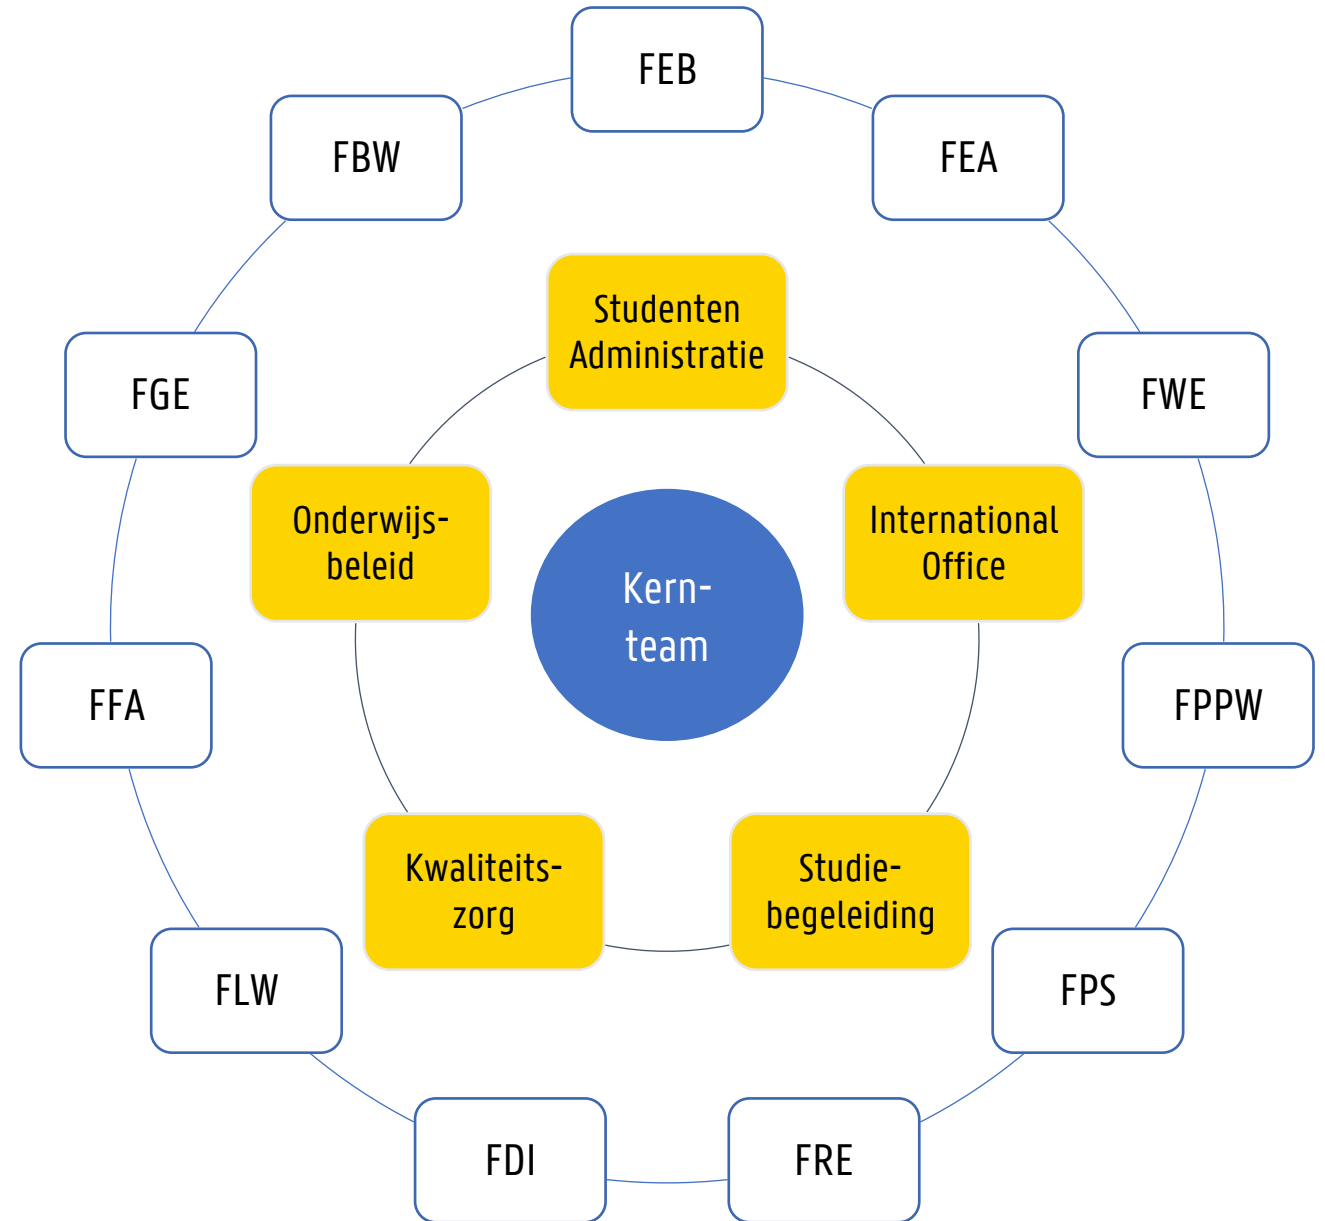 FEB
FBW
FEA
Studenten
Administratie
FGE
FWE
Onderwijs-
beleid
International
Office
Kern-
team
FFA
FPPW
Kwaliteits-
zorg
Studie-
begeleiding
FLW
FPS
FDI
FRE